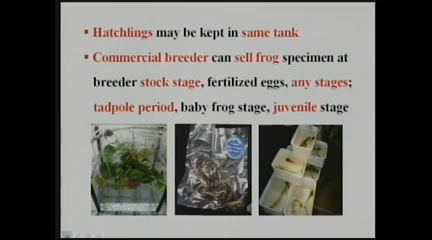 Hatchlings may be kept in same tank
Commercial breeder can sell frog specimen at
breeder stock stage, fertilized eggs, any stages;
tadpole period, baby frog stage, juvenile stage